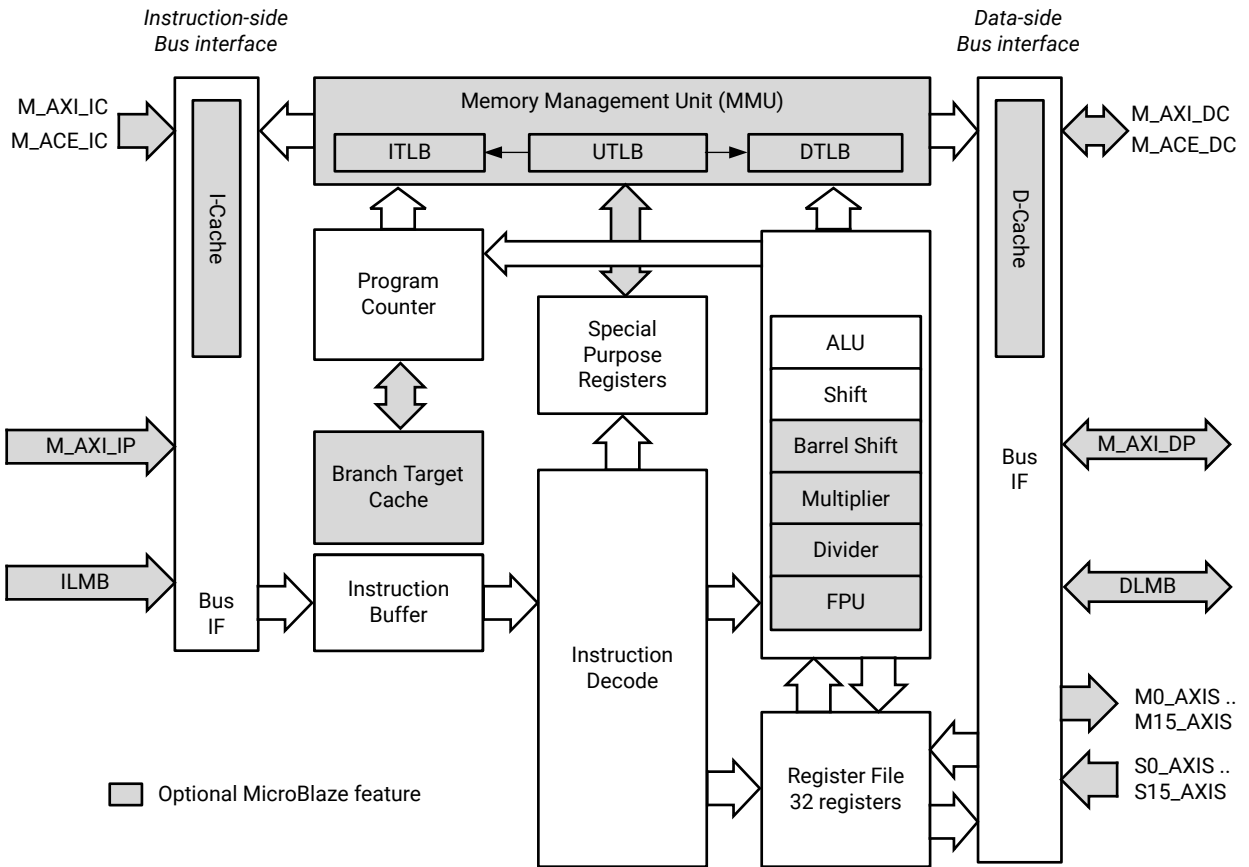 Instruction-side
Bus interface
Data-side
Bus interface
M_AXI_IC
M_ACE_IC
Memory Management Unit (MMU)
ITLB
UTLB
DTLB
M_AXI_DC
M_ACE_DC
I-Cache
D-Cache
Program
Counter
Special
Purpose
Registers
ALU
Shift
Barrel Shift
Multiplier
Divider
FPU
M_AXI_IP
Branch Target
Cache
Bus
IF
M_AXI_DP
ILMB
Bus
IF
Instruction
Buffer
DLMB
Instruction
Decode
M0_AXIS ..
M15_AXIS
Register File
32 registers
S0_AXIS ..
S15_AXIS
Optional MicroBlaze feature